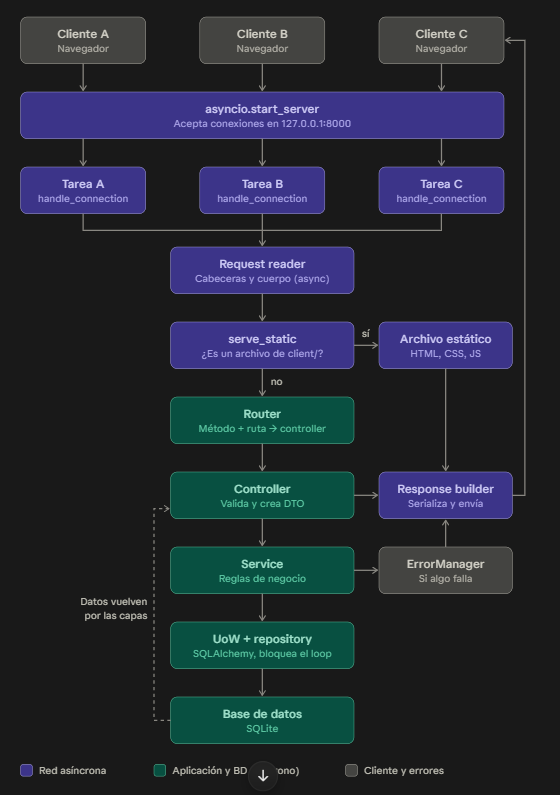 Cliente A
Navegador
Cliente B
Navegador
Cliente C
Navegador
asyncio.start_server
Acepta conexiones en 127.0.0.1:8000
Tarea A
handle_connection
Tarea B
handle_connection
Tarea C
handle_connection
Request reader
Cabeceras y cuerpo (async)
serve_static
¿Es un archivo de client/?
sí
Archivo estático
HTML, CSS, JS
no
Router
Método + ruta → controller
Controller
Valida y crea DTO
Response builder
Serializa y envía
Service
Reglas de negocio
ErrorManager
Si algo falla
Datos vuelven
por las capas
UoW + repository
SQLAlchemy, bloquea el loop
Base de datos
SQLite
Red asíncrona
Aplicación y BD
Cliente y errores